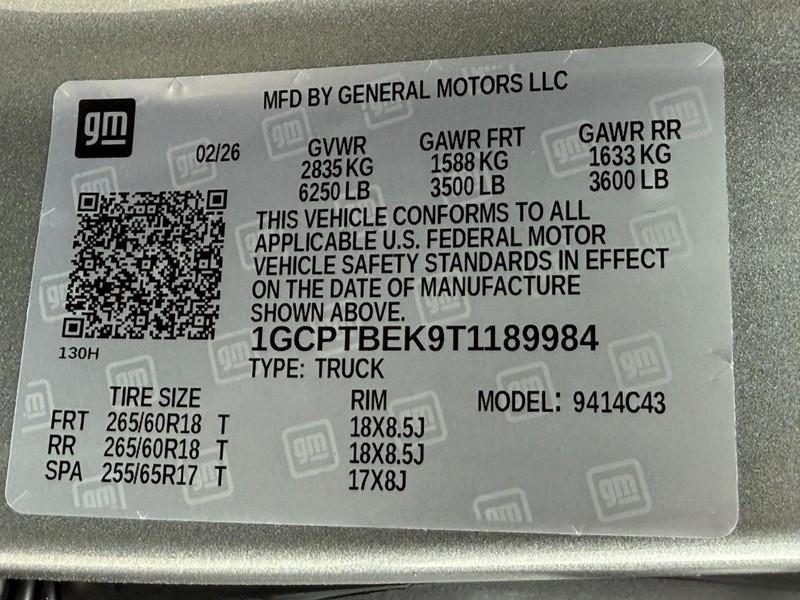 gm
MFD BY GENERAL MOTORS LLC
02/26
GVWR GAWR FRT GAWR RR
2835 KG 1588 KG 1633 KG
6250 LB 3500 LB 3600 LB
THIS VEHICLE CONFORMS TO ALL
APPLICABLE U.S. FEDERAL MOTOR
VEHICLE SAFETY STANDARDS IN EFFECT
ON THE DATE OF MANUFACTURE
SHOWN ABOVE.
1GCPTBEK9T1189984
130H
TYPE: TRUCK
TIRE SIZE RIM MODEL: 9414C43
FRT 265/60R18 T 18X8.5J
RR 265/60R18 T 18X8.5J
SPA 255/65R17 T 17X8J